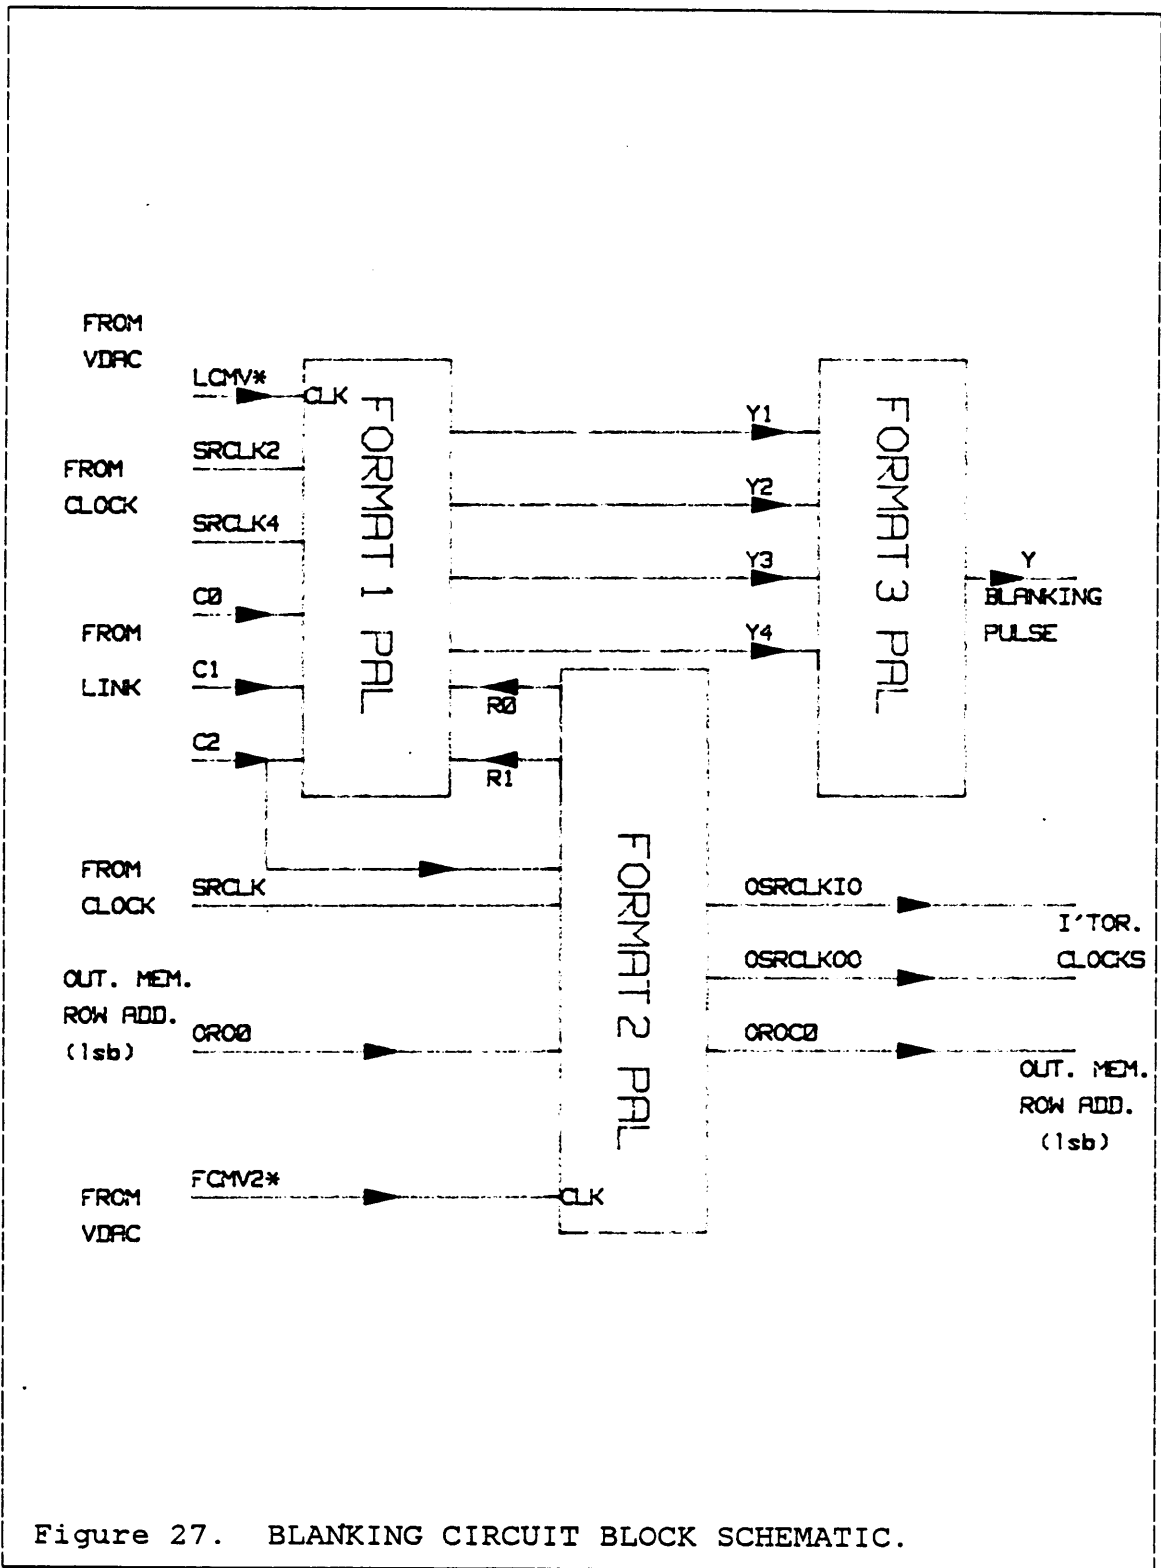 FROM
VDAC
LCMV*
CLK
FORMAT 1 PAL
FORMAT 3 PAL
Y1
SRCLK2
FROM
CLOCK
Y2
SRCLK4
Y3
Y
C0
BLANKING
PULSE
FROM
Y4
C1
LINK
R0
C2
R1
FORMAT 2 PAL
FROM
CLOCK
SRCLK
OSRCLKIO
I'TOR.
CLOCKS
OSRCLKOO
OUT. MEM.
ROW ADD.
(lsb)
ORO0
OROC0
OUT. MEM.
ROW ADD.
(lsb)
FCMV2*
CLK
FROM
VDAC
Figure 27. BLANKING CIRCUIT BLOCK SCHEMATIC.